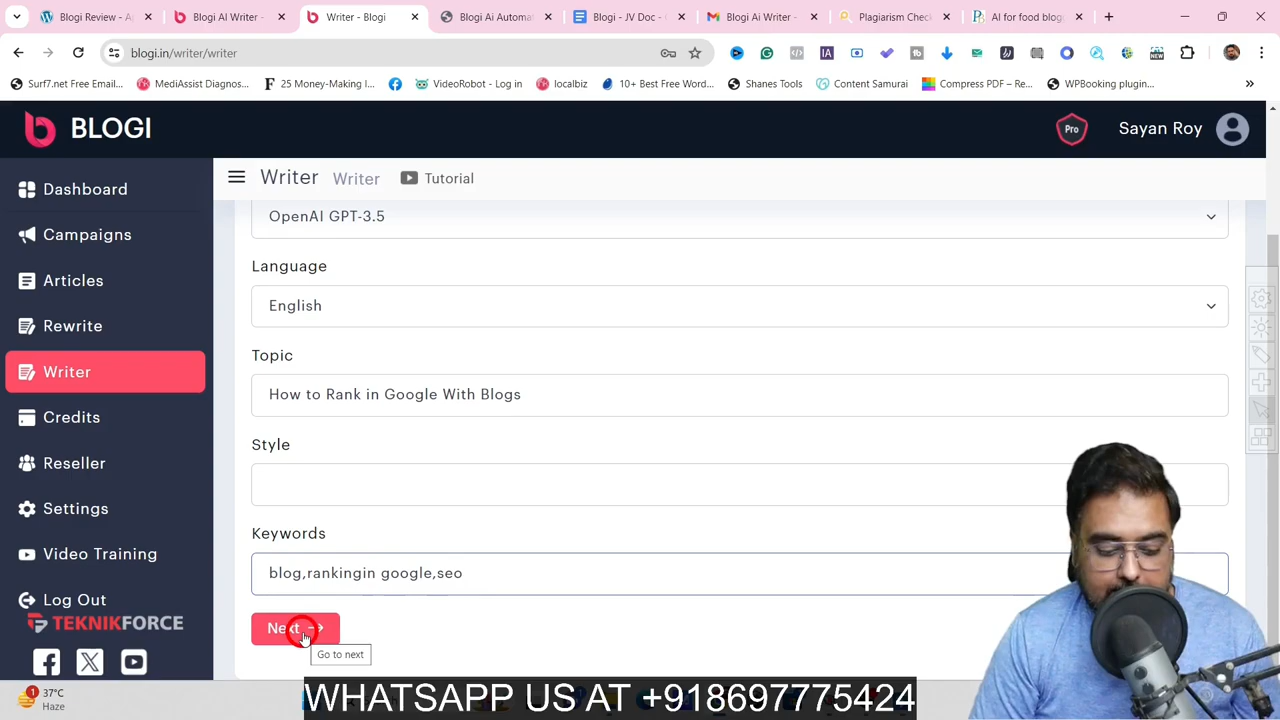 Blogi Review - A
Blogi AI Writer -
Writer - Blogi
Blogi Ai Automa
Blogi - JV Doc -
Blogi Ai Writer -
Plagiarism Chec
AI for food blog
blogi.in/writer/writer
Surf7.net Free Email...
MediAssist Diagnos...
25 Money-Making I...
VideoRobot - Log in
localbiz
10+ Best Free Word...
Shanes Tools
Content Samurai
Compress PDF – Re...
WPBooking plugin...
BLOGI
Pro
Sayan Roy
Dashboard
Campaigns
Articles
Rewrite
Writer
Credits
Reseller
Settings
Video Training
Log Out
TEKNIKFORCE
Writer Writer Tutorial
OpenAI GPT-3.5
Language
English
Topic
How to Rank in Google With Blogs
Style
Keywords
blog,rankingin google,seo
Next
Go to next
1
37°C
Haze
WHATSAPP US AT +918697775424